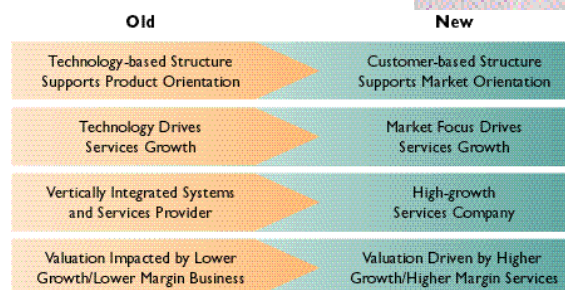 Old
New
Technology-based Structure
Supports Product Orientation
Customer-based Structure
Supports Market Orientation
Technology Drives
Services Growth
Market Focus Drives
Services Growth
Vertically Integrated Systems
and Services Provider
High-growth
Services Company
Valuation Impacted by Lower
Growth/Lower Margin Business
Valuation Driven by Higher
Growth/Higher Margin Services